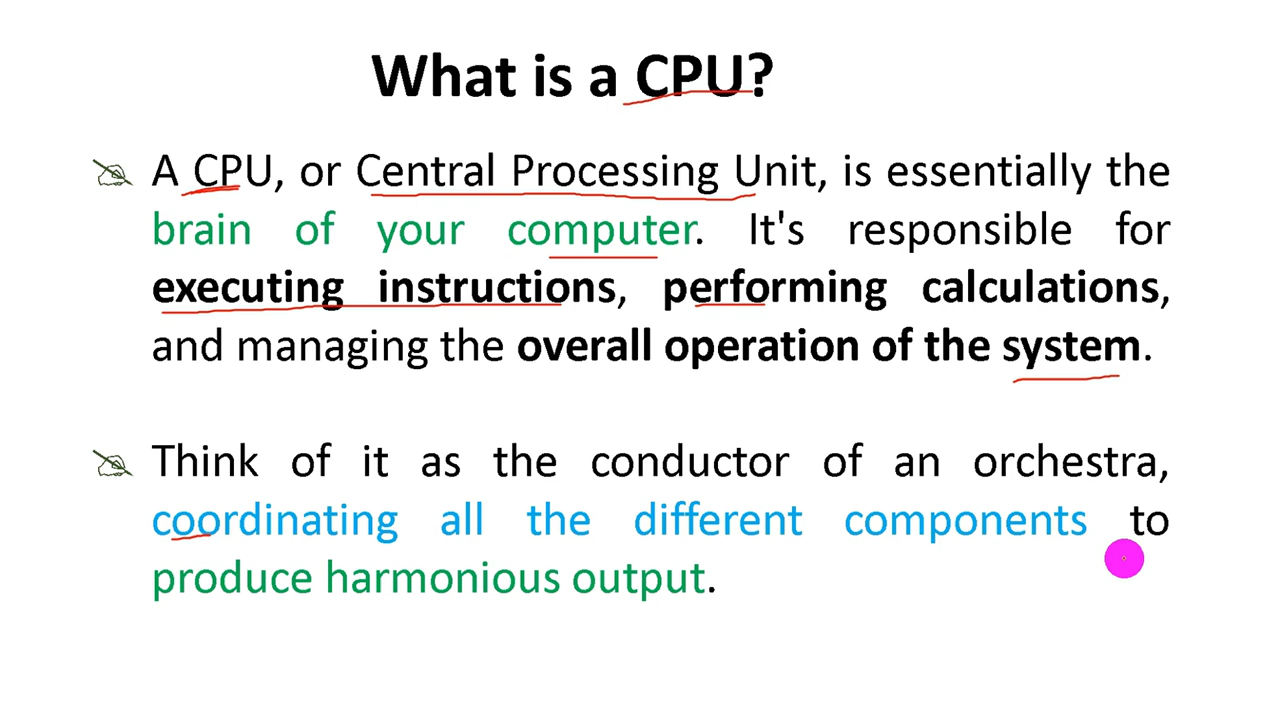 What is a CPU?
A CPU, or Central Processing Unit, is essentially the
brain of your computer. It's responsible for
executing instructions, performing calculations,
and managing the overall operation of the system.
Think of it as the conductor of an orchestra,
coordinating all the different components to
produce harmonious output.